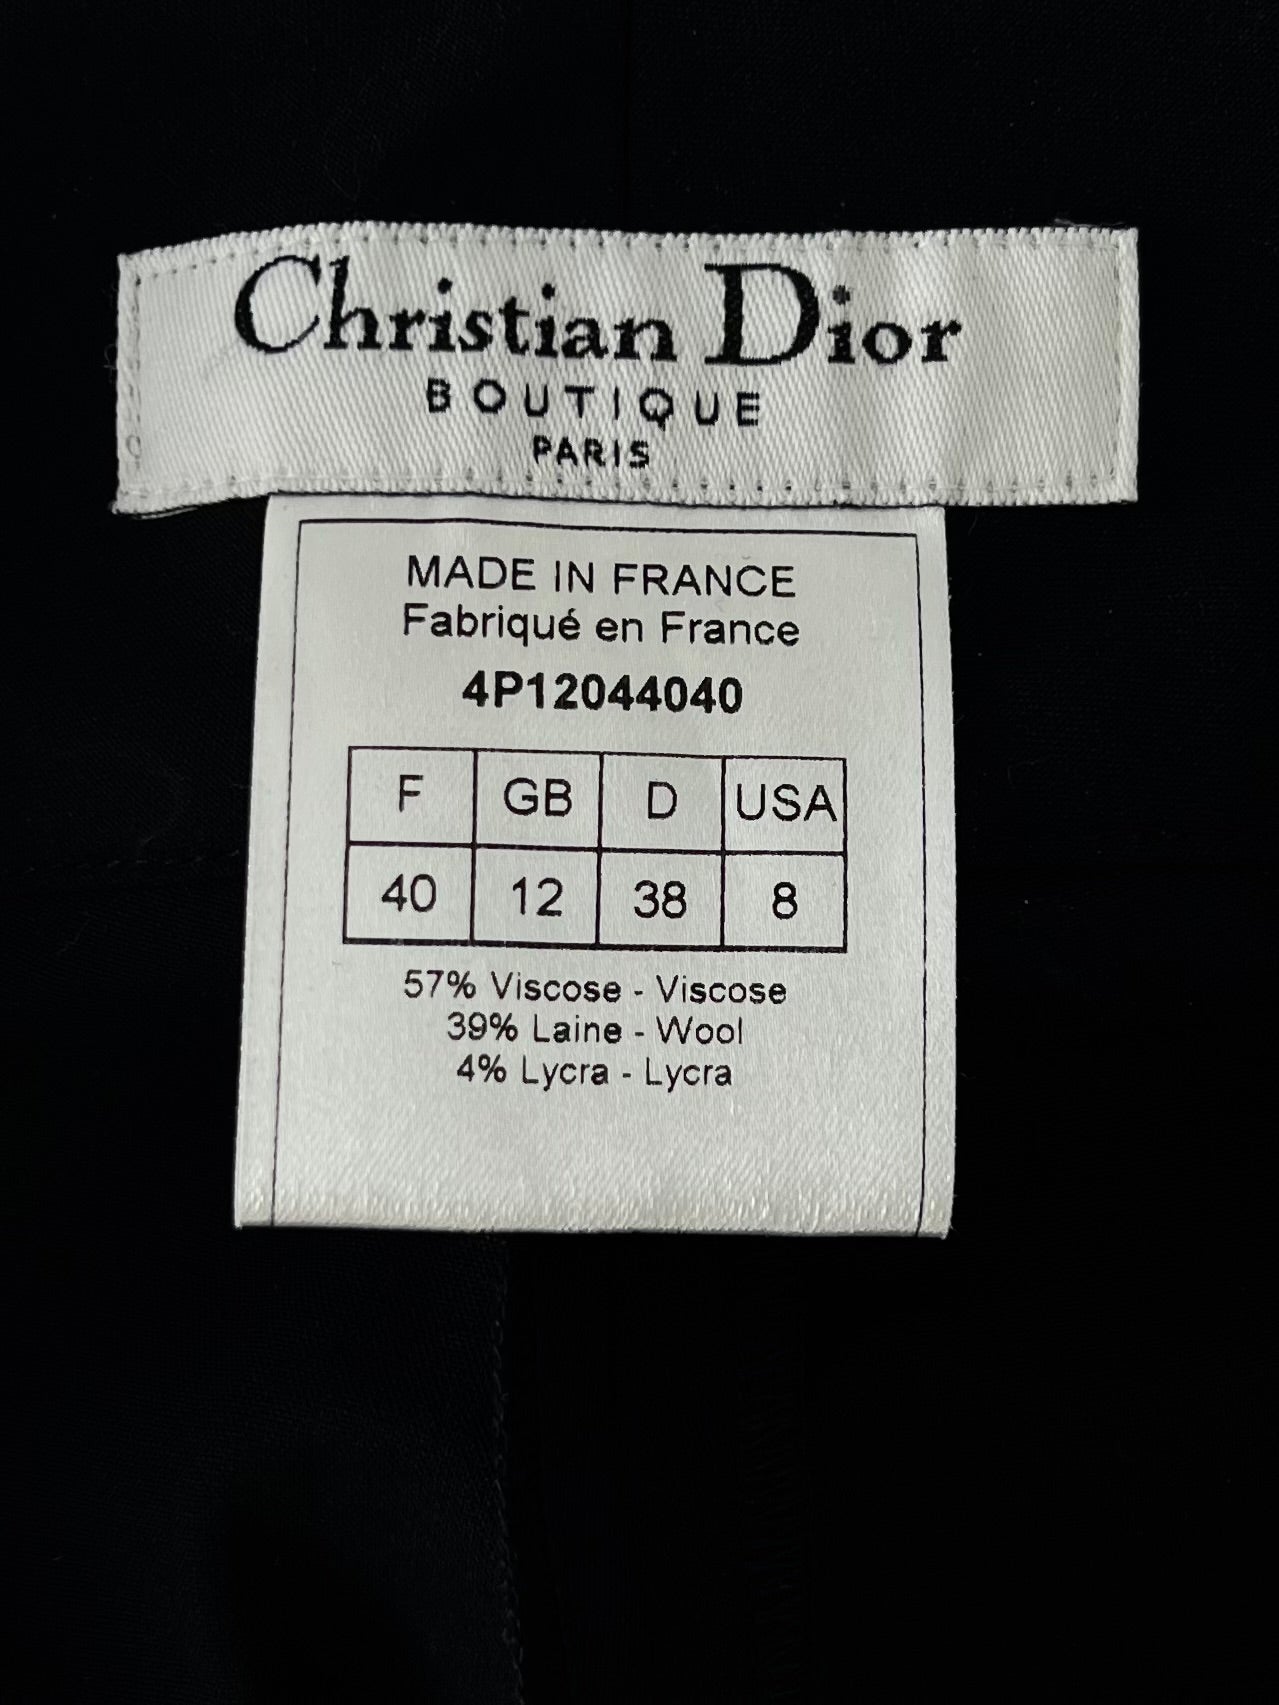 Christian Dior
BOUTIQUE
PARIS
MADE IN FRANCE
Fabriqué en France
4P12044040
F GB D USA
40 12 38 8
57% Viscose - Viscose
39% Laine - Wool
4% Lycra - Lycra